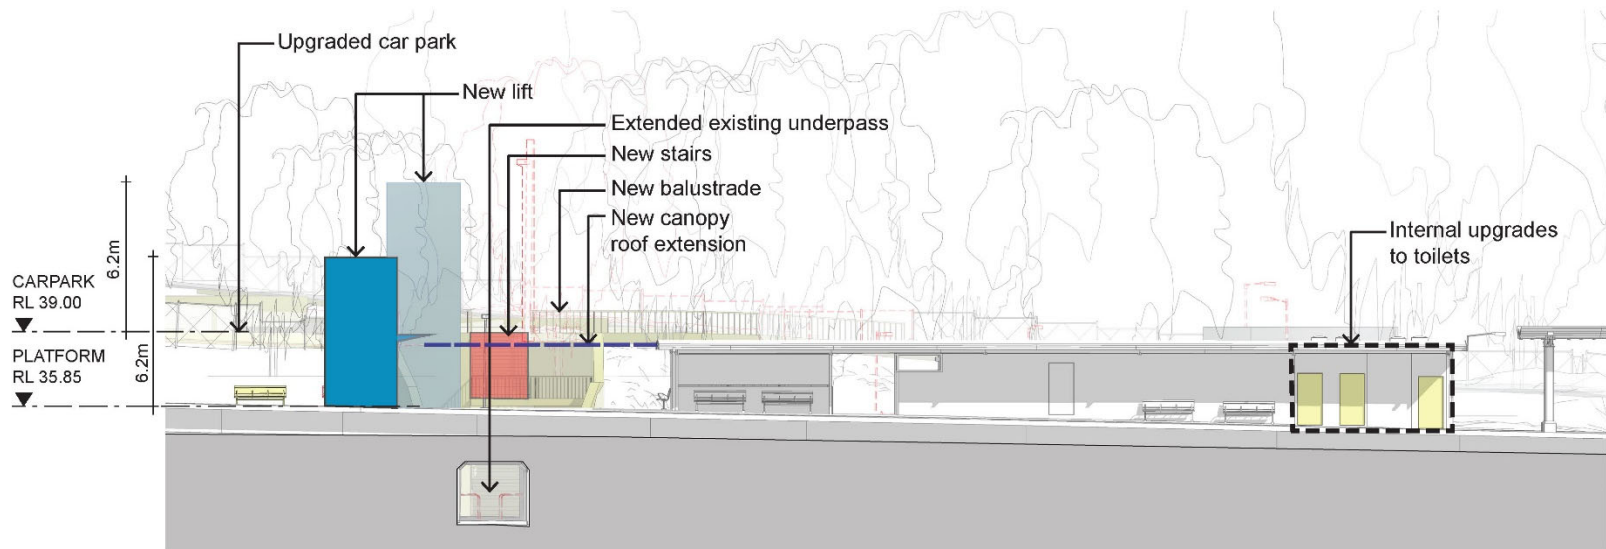 Upgraded car park
New lift
Extended existing underpass
New stairs
New balustrade
New canopy
roof extension
Internal upgrades
to toilets
6.2m
6.2m
CARPARK
RL 39.00
PLATFORM
RL 35.85